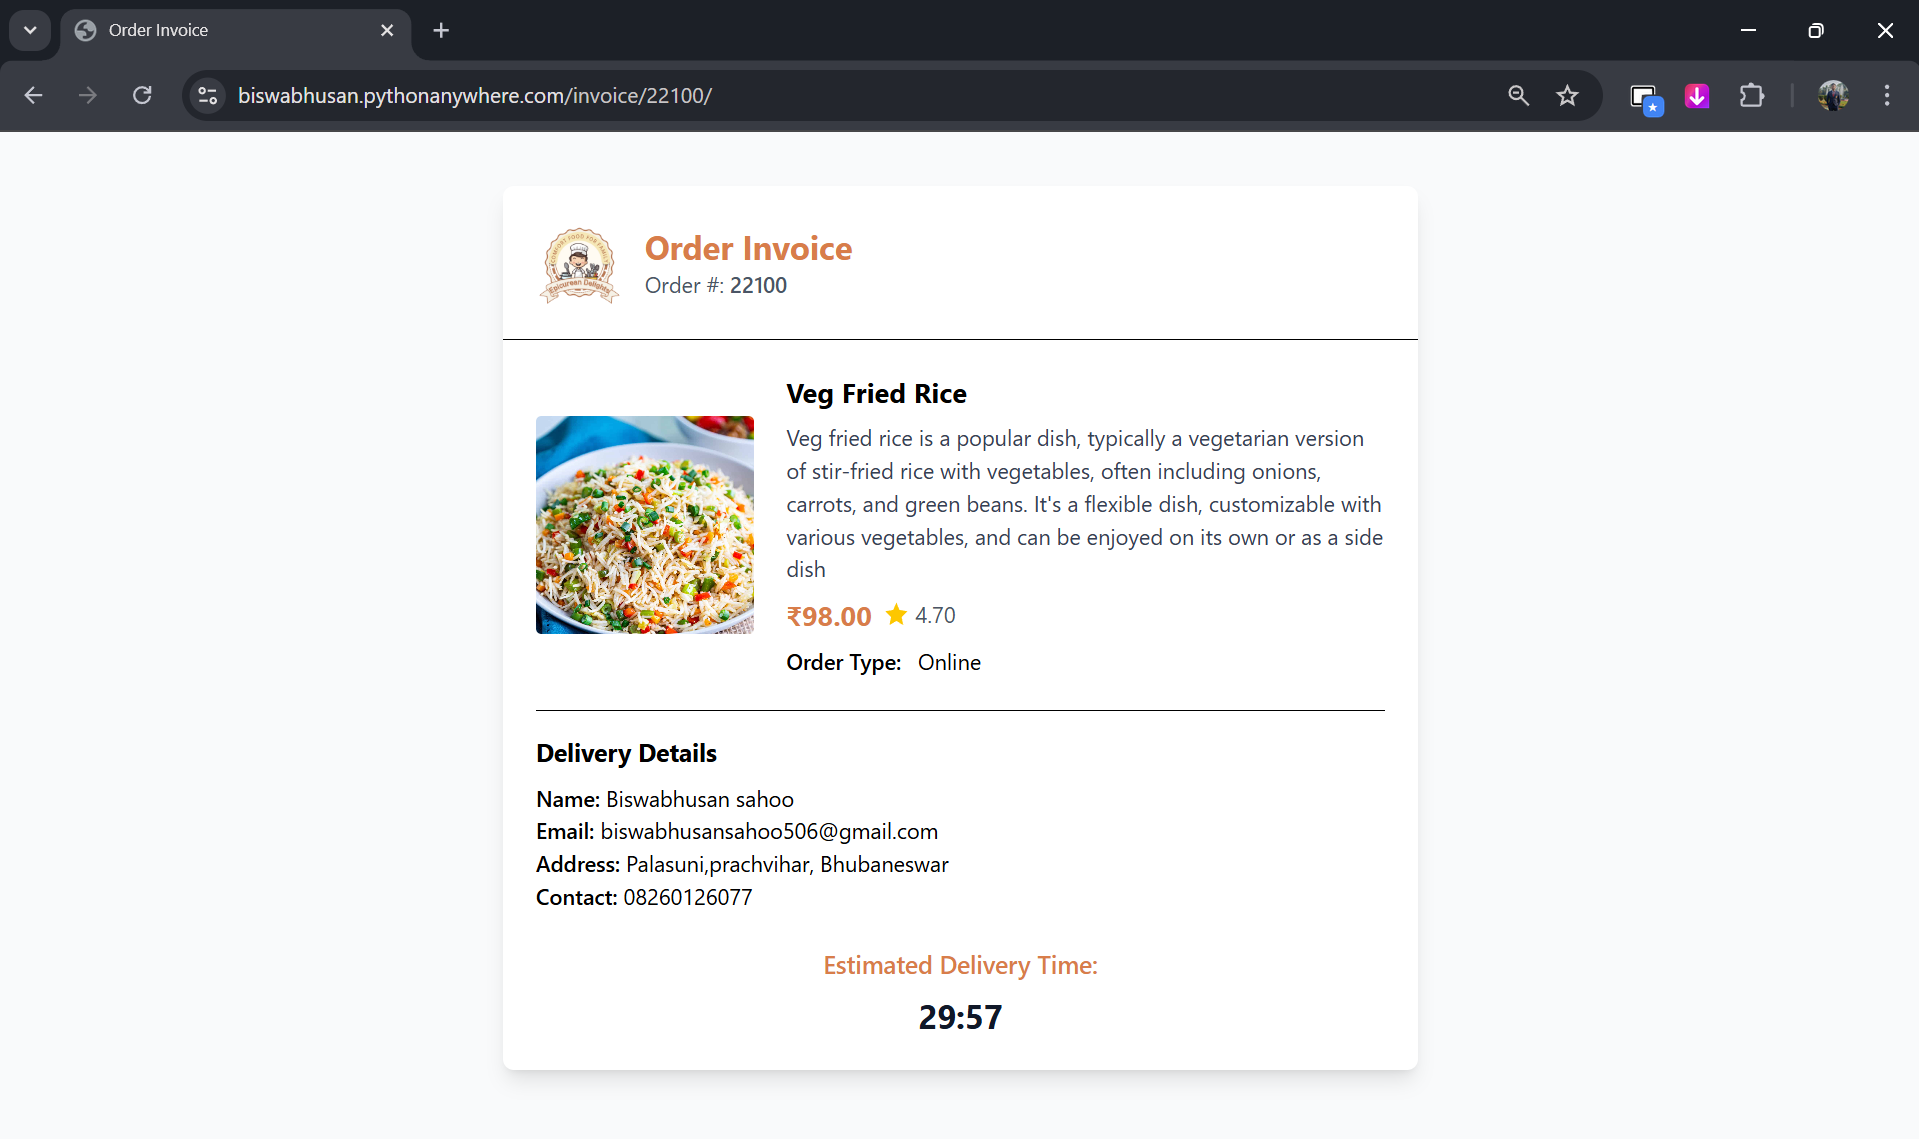 Order Invoice
biswabhusan.pythonanywhere.com/invoice/22100/
COMFORT FOOD FOR FAMILY
Epicurean Delights
Order Invoice
Order #: 22100
Veg Fried Rice
Veg fried rice is a popular dish, typically a vegetarian version
of stir-fried rice with vegetables, often including onions,
carrots, and green beans. It's a flexible dish, customizable with
various vegetables, and can be enjoyed on its own or as a side
dish
₹98.00 4.70
Order Type: Online
Delivery Details
Name: Biswabhusan sahoo
Email: biswabhusansahoo506@gmail.com
Address: Palasuni,prachvihar, Bhubaneswar
Contact: 08260126077
Estimated Delivery Time:
29:57